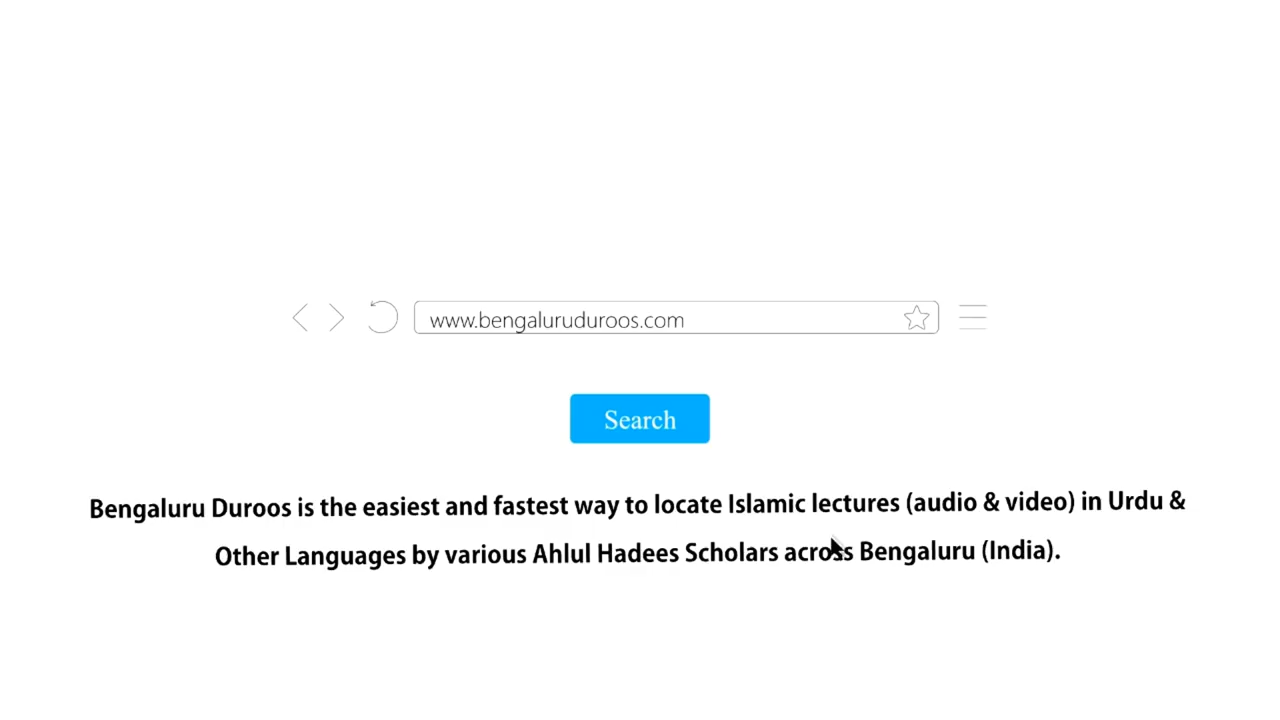 www.bengaluruduroos.com
Search
Bengaluru Duroos is the easiest and fastest way to locate Islamic lectures (audio & video) in Urdu &
Other Languages by various Ahlul Hadees Scholars across Bengaluru (India).